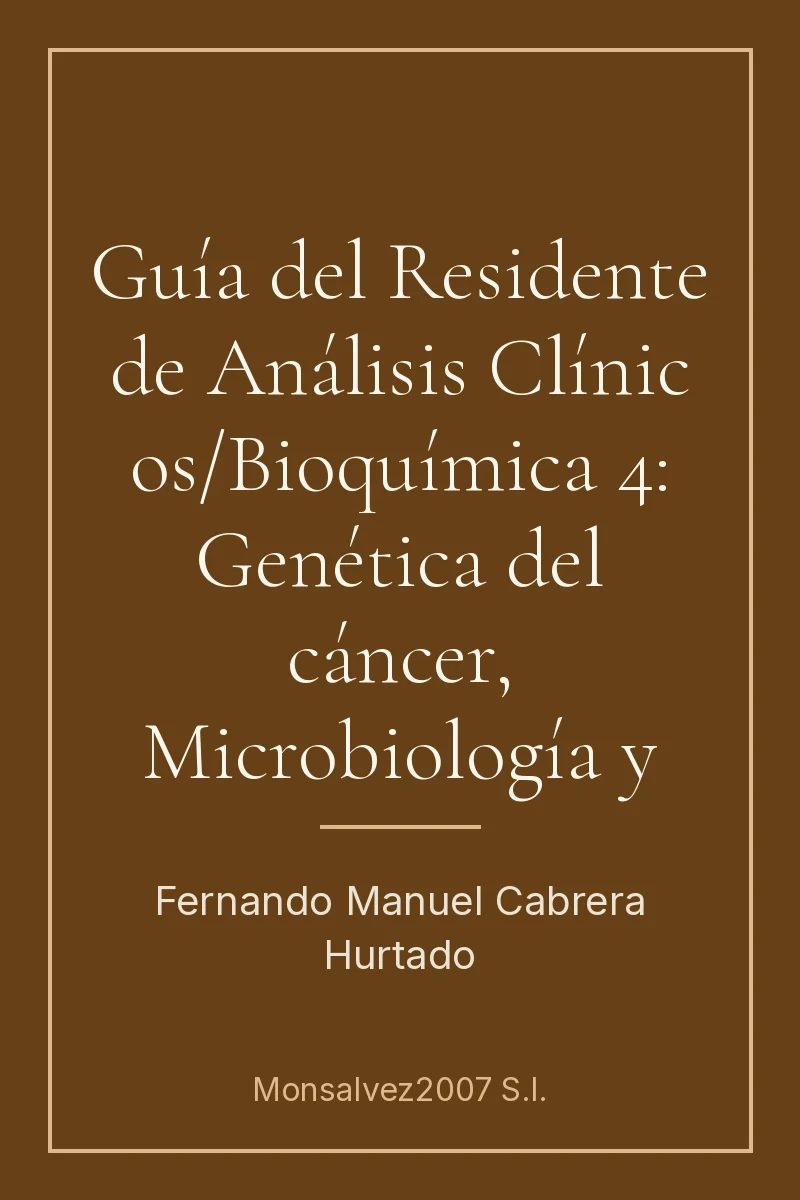 Guía del Residente
de Análisis Clínic
os/Bioquímica 4:
Genética del
cáncer,
Microbiología y
Fernando Manuel Cabrera
Hurtado
Monsalvez2007 S.l.